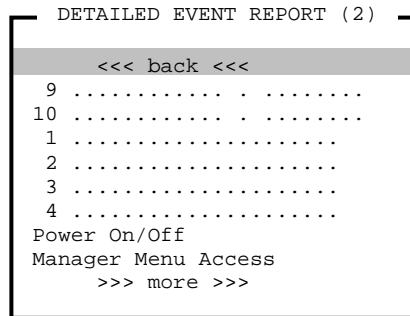 DETAILED EVENT REPORT (2)
<<< back <<<
9 ............ . ........
10 ............ . ........
1 .....................
2 .....................
3 .....................
4 .....................
Power On/Off
Manager Menu Access
>>> more >>>